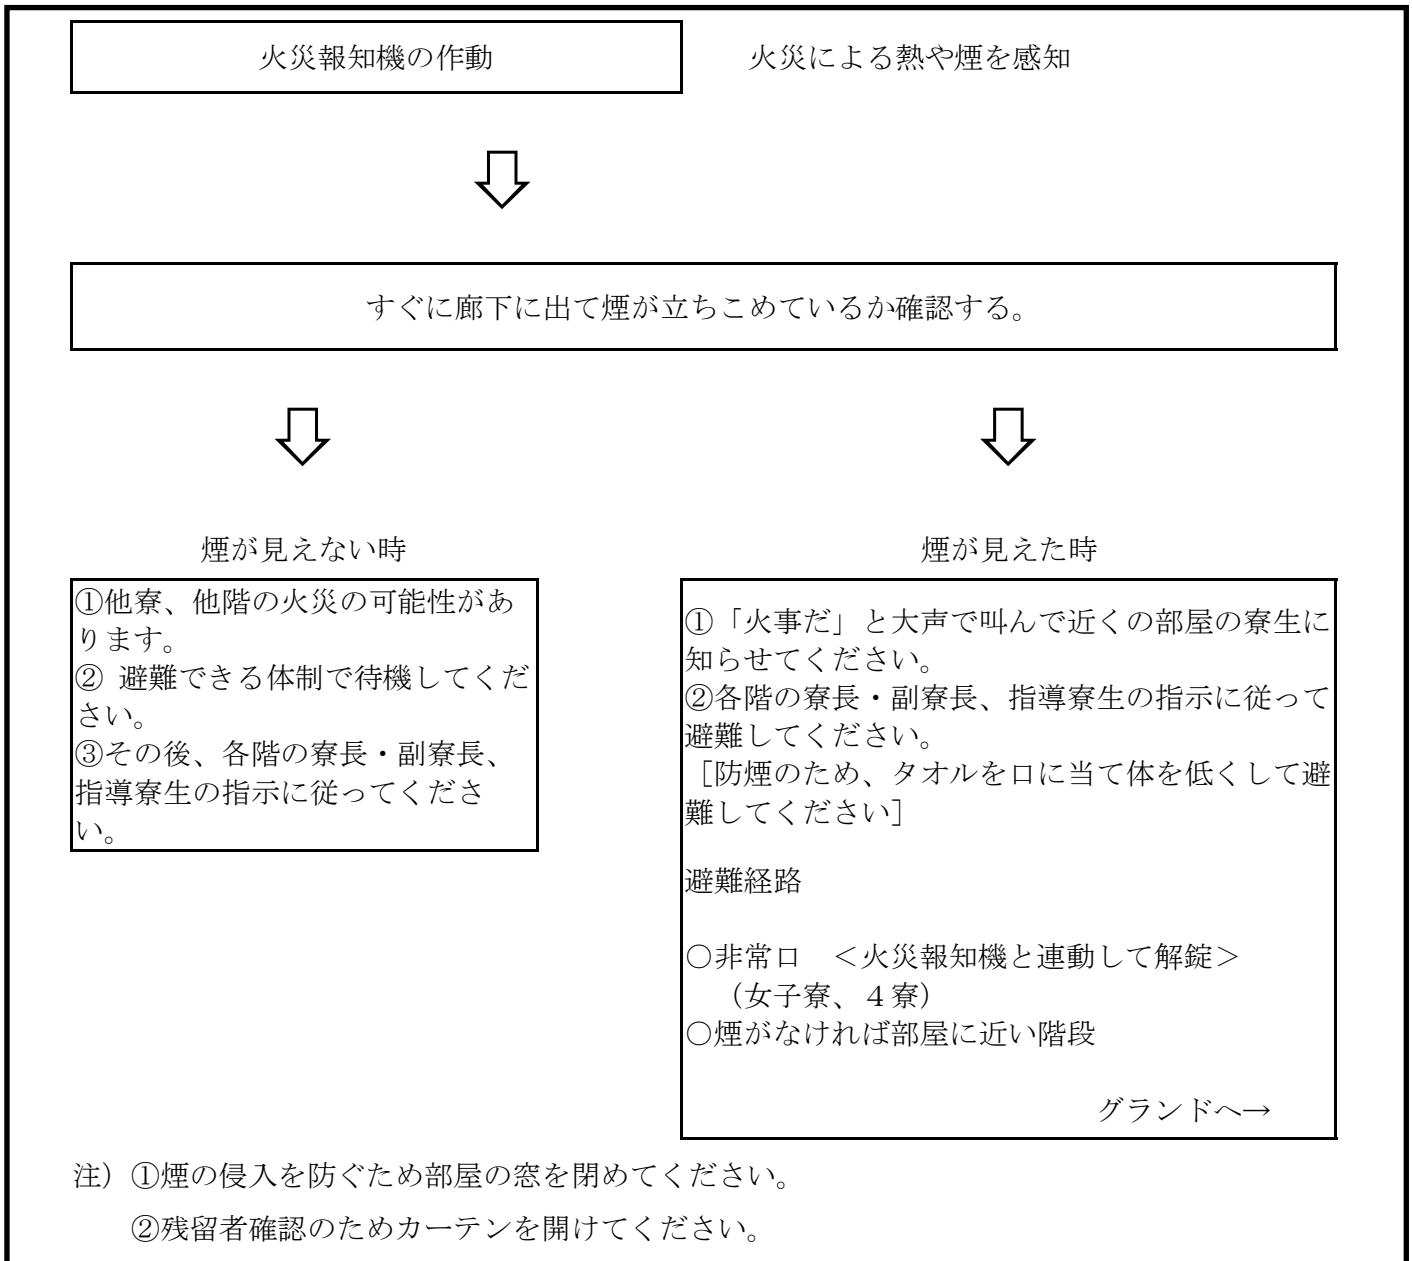 火災報知機の作動
火災による熱や煙を感知
すぐに廊下に出て煙が立ちこめているか確認する。
煙が見えない時
①他寮、他階の火災の可能性があ
ります。
② 避難できる体制で待機してくだ
さい。
③その後、各階の寮長・副寮長、
指導寮生の指示に従ってくださ
い。
煙が見えた時
①「火事だ」と大声で叫んで近くの部屋の寮生に
知らせてください。
②各階の寮長・副寮長、指導寮生の指示に従って
避難してください。
［防煙のため、タオルを口に当て体を低くして避
難してください］
避難経路
○非常口　＜火災報知機と連動して解錠＞
（女子寮、４寮）
○煙がなければ部屋に近い階段
グランドへ→
注）①煙の侵入を防ぐため部屋の窓を閉めてください。
②残留者確認のためカーテンを開けてください。